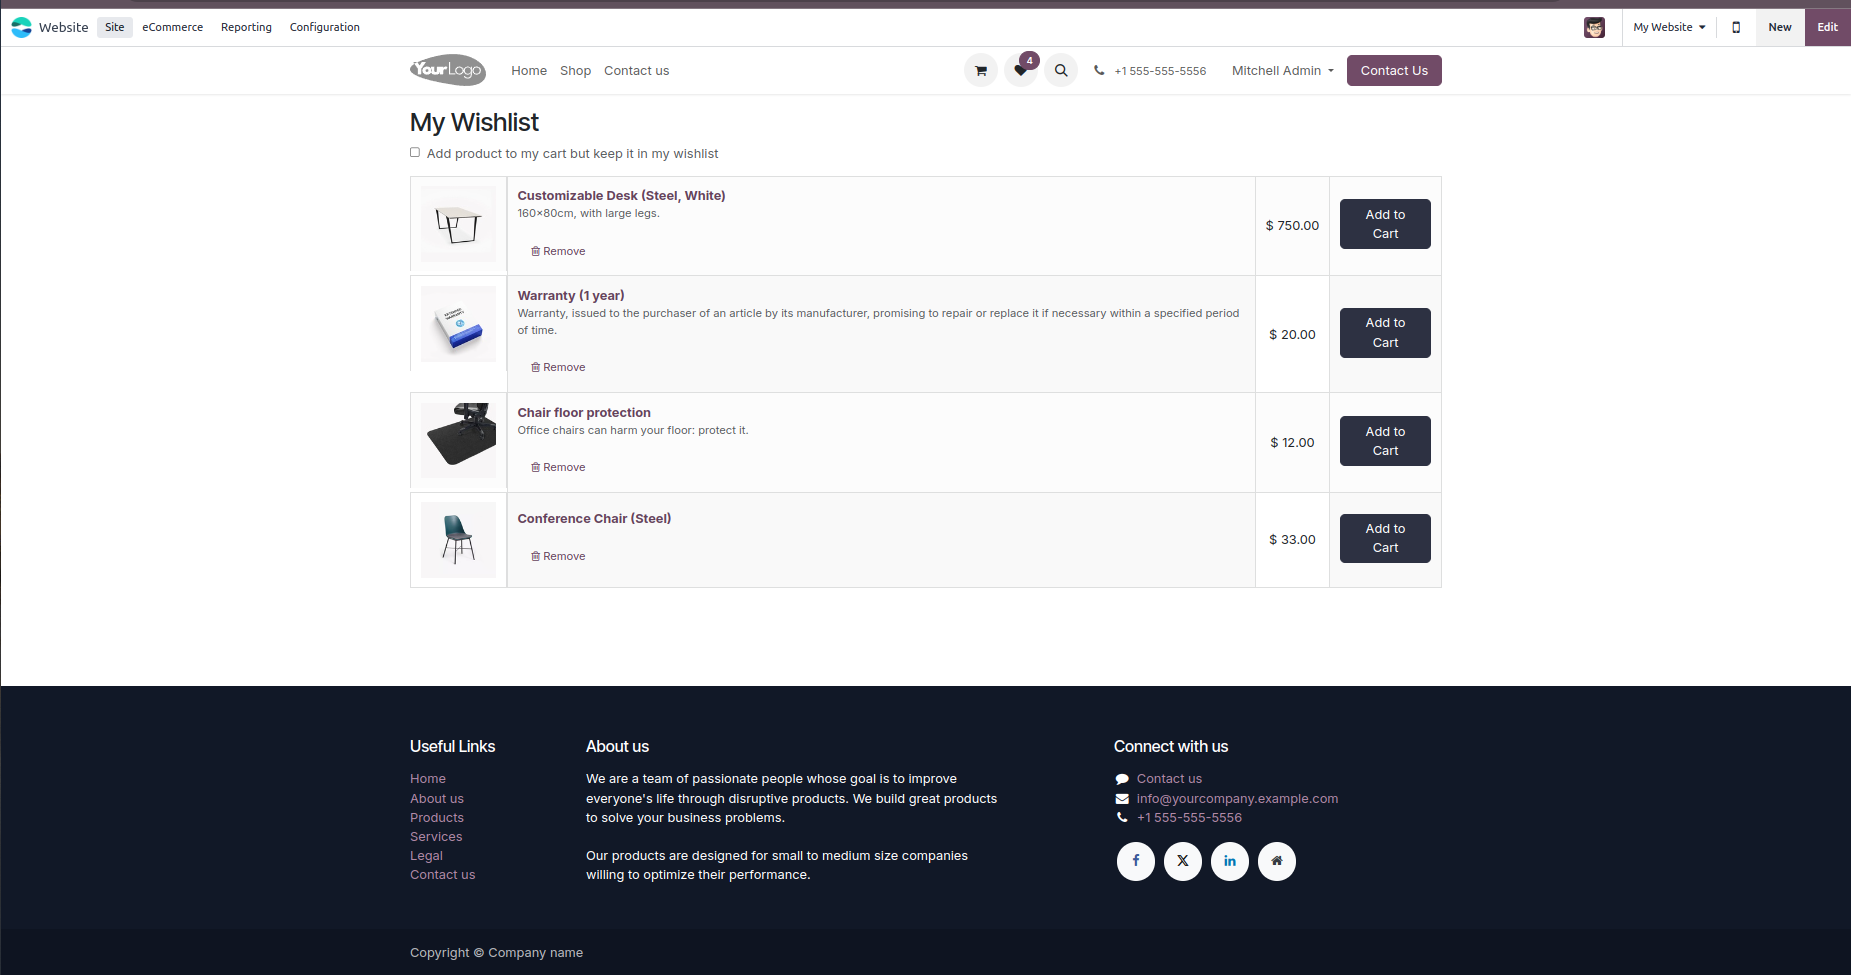 Website Site eCommerce Reporting Configuration My Website New Edit
YourLogo Home Shop Contact us 4 +1 555-555-5556 Mitchell Admin Contact Us
My Wishlist
Add product to my cart but keep it in my wishlist
Customizable Desk (Steel, White)
160x80cm, with large legs.
Remove
$ 750.00
Add to
Cart
Warranty (1 year)
Warranty, issued to the purchaser of an article by its manufacturer, promising to repair or replace it if necessary within a specified period
of time.
Remove
$ 20.00
Add to
Cart
Chair floor protection
Office chairs can harm your floor: protect it.
Remove
$ 12.00
Add to
Cart
Conference Chair (Steel)
Remove
$ 33.00
Add to
Cart
Useful Links
Home
About us
Products
Services
Legal
Contact us
About us
We are a team of passionate people whose goal is to improve
everyone's life through disruptive products. We build great products
to solve your business problems.
Our products are designed for small to medium size companies
willing to optimize their performance.
Connect with us
Contact us
info@yourcompany.example.com
+1 555-555-5556
Copyright © Company name